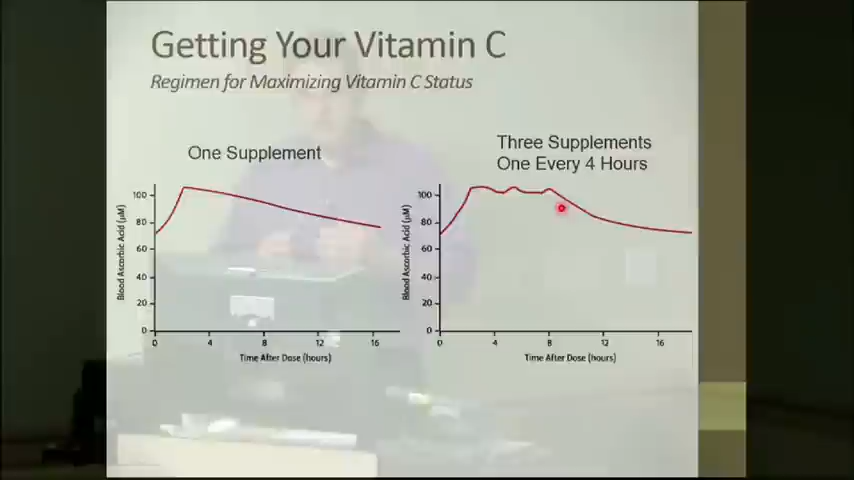 Getting Your Vitamin C
Regimen for Maximizing Vitamin C Status
One Supplement
Three Supplements
One Every 4 Hours
Blood Ascorbic Acid (µM)
100
80
60
40
20
0
0 4 8 12 16
Time After Dose (hours)
Blood Ascorbic Acid (µM)
100
80
60
40
20
0
0 4 8 12 16
Time After Dose (hours)